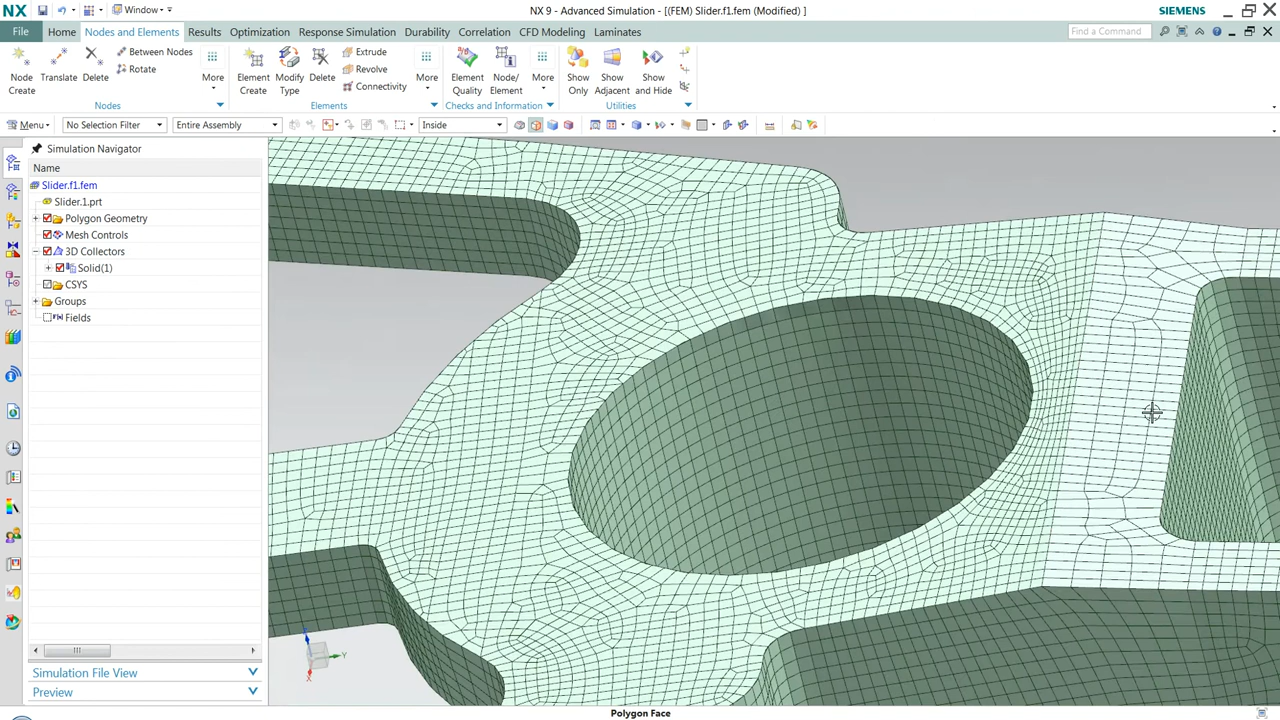 NX Window NX 9 - Advanced Simulation - [(FEM) Slider.f1.fem (Modified) ] SIEMENS
File Home Nodes and Elements Results Optimization Response Simulation Durability Correlation CFD Modeling Laminates Find a Command
Node Create Translate Delete Between Nodes Rotate More Element Create Modify Type Delete Extrude Revolve Connectivity More Element Quality Node/Element More Show Only Show Adjacent Show and Hide
Nodes Elements Checks and Information Utilities
Menu No Selection Filter Entire Assembly Inside
Simulation Navigator
Name
Slider.f1.fem
Slider.1.prt
Polygon Geometry
Mesh Controls
3D Collectors
Solid(1)
CSYS
Groups
Fields
Y
X
Simulation File View
Preview
Polygon Face